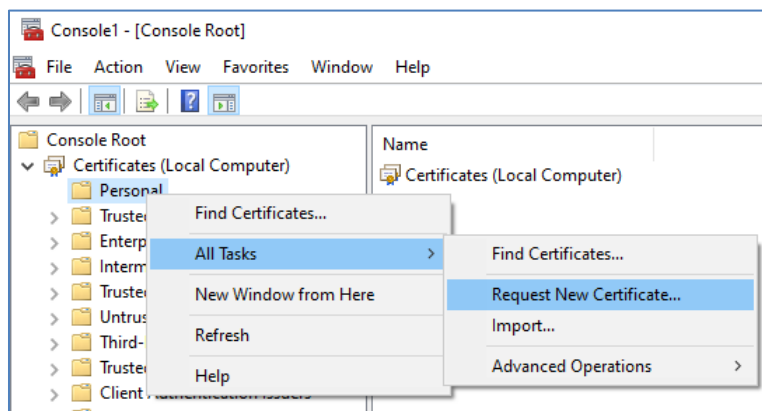 Console1 - [Console Root]
File Action View Favorites Window Help
Console Root
Name
Certificates (Local Computer)
Certificates (Local Computer)
Personal
Find Certificates...
All Tasks
Find Certificates...
New Window from Here
Request New Certificate...
Import...
Refresh
Advanced Operations
Help
Client